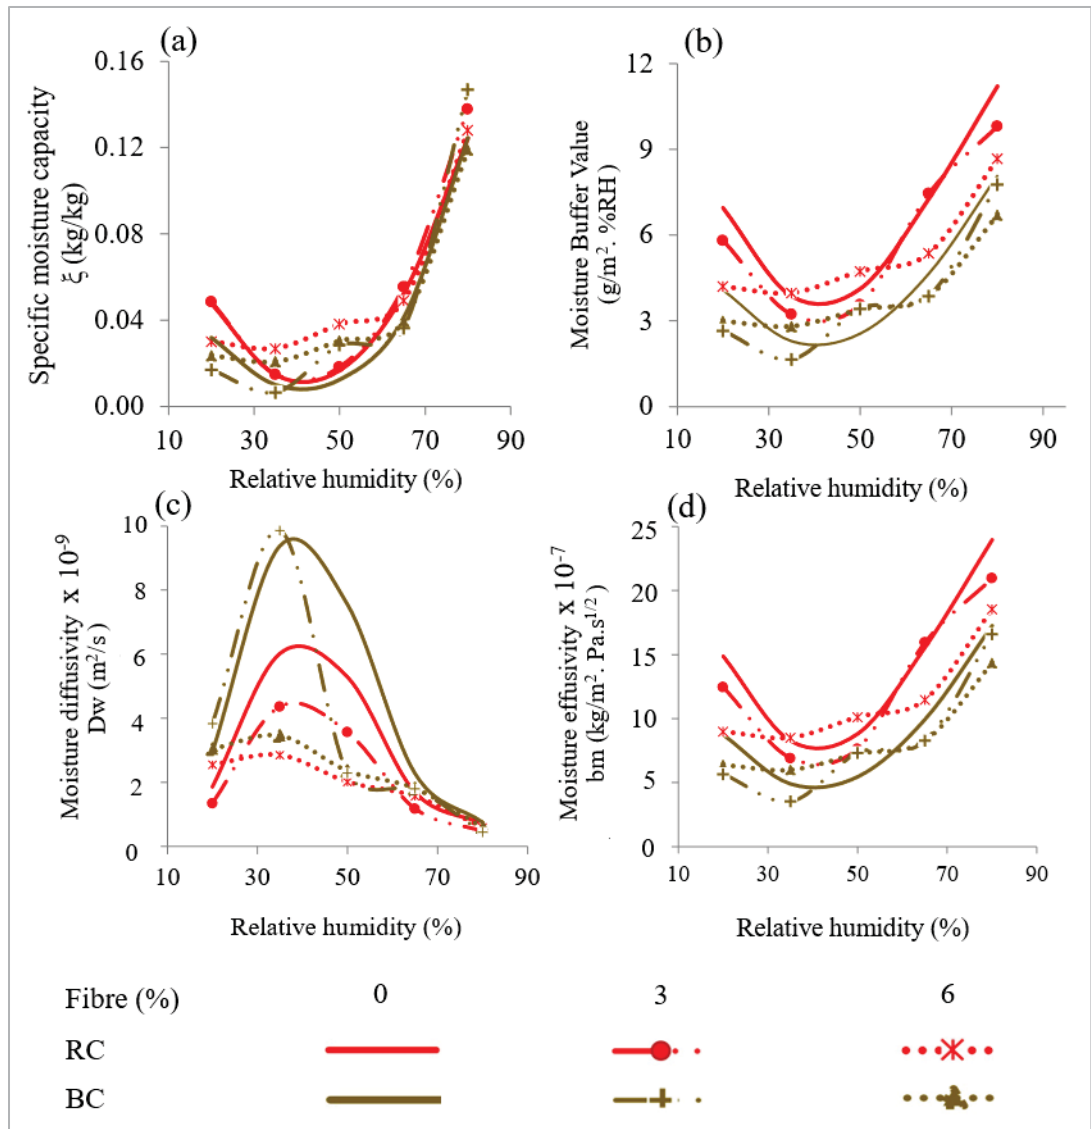 (a)
Specific moisture capacity
ξ (kg/kg)
0.16
0.12
0.08
0.04
0.00
10 30 50 70 90
Relative humidity (%)
(b)
Moisture Buffer Value
(g/m². %RH)
12
9
6
3
0
10 30 50 70 90
Relative humidity (%)
(c)
Moisture diffusivity x 10⁻⁹
Dw (m²/s)
10
8
6
4
2
0
10 30 50 70 90
Relative humidity (%)
(d)
Moisture effusivity x 10⁻⁷
bm (kg/m². Pa.s¹/²)
25
20
15
10
5
0
10 30 50 70 90
Relative humidity (%)
Fibre (%) 0 3 6
RC
BC